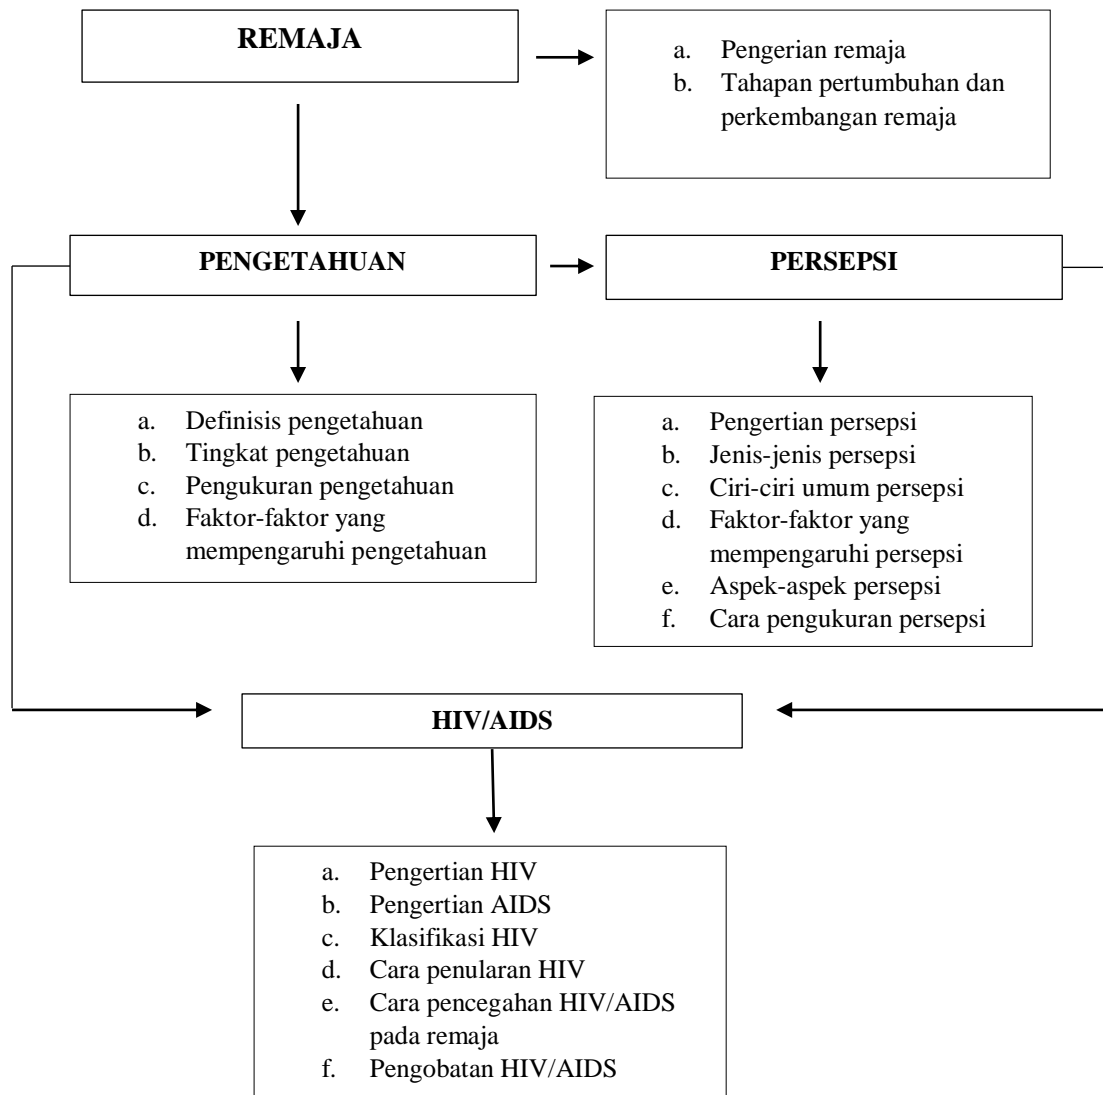 REMAJA
a. Pengerian remaja
b. Tahapan pertumbuhan dan
perkembangan remaja
PENGETAHUAN
PERSEPSI
a. Definisis pengetahuan
b. Tingkat pengetahuan
c. Pengukuran pengetahuan
d. Faktor-faktor yang
mempengaruhi pengetahuan
a. Pengertian persepsi
b. Jenis-jenis persepsi
c. Ciri-ciri umum persepsi
d. Faktor-faktor yang
mempengaruhi persepsi
e. Aspek-aspek persepsi
f. Cara pengukuran persepsi
HIV/AIDS
a. Pengertian HIV
b. Pengertian AIDS
c. Klasifikasi HIV
d. Cara penularan HIV
e. Cara pencegahan HIV/AIDS
pada remaja
f. Pengobatan HIV/AIDS